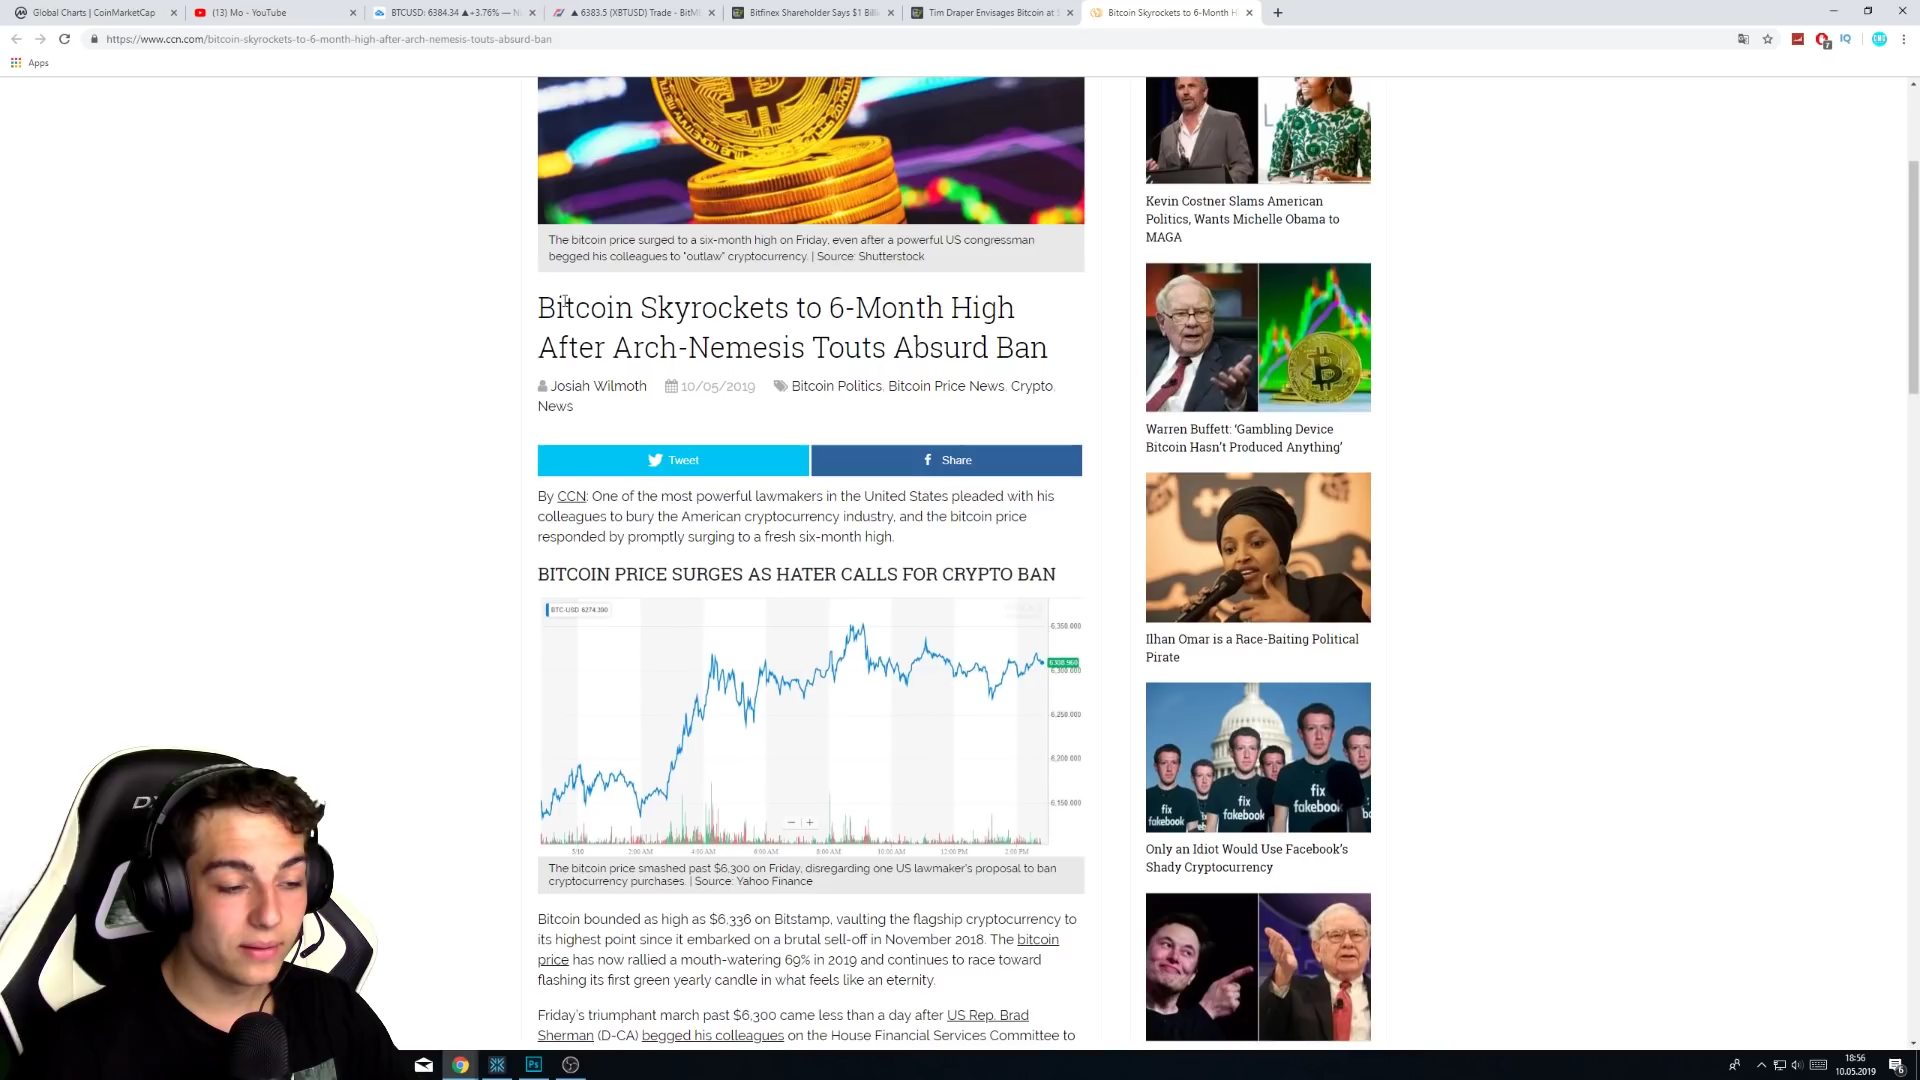 Global Charts | CoinMarketCap
(13) Mo - YouTube
BTCUSD: 6384.34 ▲+3.76% —
▲ 6383.5 (XBTUSD) Trade - BitM
Bitfinex Shareholder Says $1 Billi
Tim Draper Envisages Bitcoin at
Bitcoin Skyrockets to 6-Month H
https://www.ccn.com/bitcoin-skyrockets-to-6-month-high-after-arch-nemesis-touts-absurd-ban
IQ
Apps
The bitcoin price surged to a six-month high on Friday, even after a powerful US congressman
begged his colleagues to "outlaw" cryptocurrency. | Source: Shutterstock
Bitcoin Skyrockets to 6-Month High
After Arch-Nemesis Touts Absurd Ban
Josiah Wilmoth 10/05/2019 Bitcoin Politics, Bitcoin Price News, Crypto,
News
Tweet
Share
By CCN: One of the most powerful lawmakers in the United States pleaded with his
colleagues to bury the American cryptocurrency industry, and the bitcoin price
responded by promptly surging to a fresh six-month high.
BITCOIN PRICE SURGES AS HATER CALLS FOR CRYPTO BAN
BTC-USD 6274.390
6,350.000
6308.960
6,300.000
6,250.000
6,200.000
6,150.000
5/10 2:00 AM 4:00 AM 6:00 AM 8:00 AM 10:00 AM 12:00 PM 2:00 PM
The bitcoin price smashed past $6,300 on Friday, disregarding one US lawmaker's proposal to ban
cryptocurrency purchases. | Source: Yahoo Finance
Bitcoin bounded as high as $6,336 on Bitstamp, vaulting the flagship cryptocurrency to
its highest point since it embarked on a brutal sell-off in November 2018. The bitcoin
price has now rallied a mouth-watering 69% in 2019 and continues to race toward
flashing its first green yearly candle in what feels like an eternity.
Friday's triumphant march past $6,300 came less than a day after US Rep. Brad
Sherman (D-CA) begged his colleagues on the House Financial Services Committee to
Kevin Costner Slams American
Politics, Wants Michelle Obama to
MAGA
Warren Buffett: 'Gambling Device
Bitcoin Hasn't Produced Anything'
Ilhan Omar is a Race-Baiting Political
Pirate
fix
fakebook
fix
fakebook
fix
fakebook
Only an Idiot Would Use Facebook's
Shady Cryptocurrency
Ps
18:56
10.05.2019
6